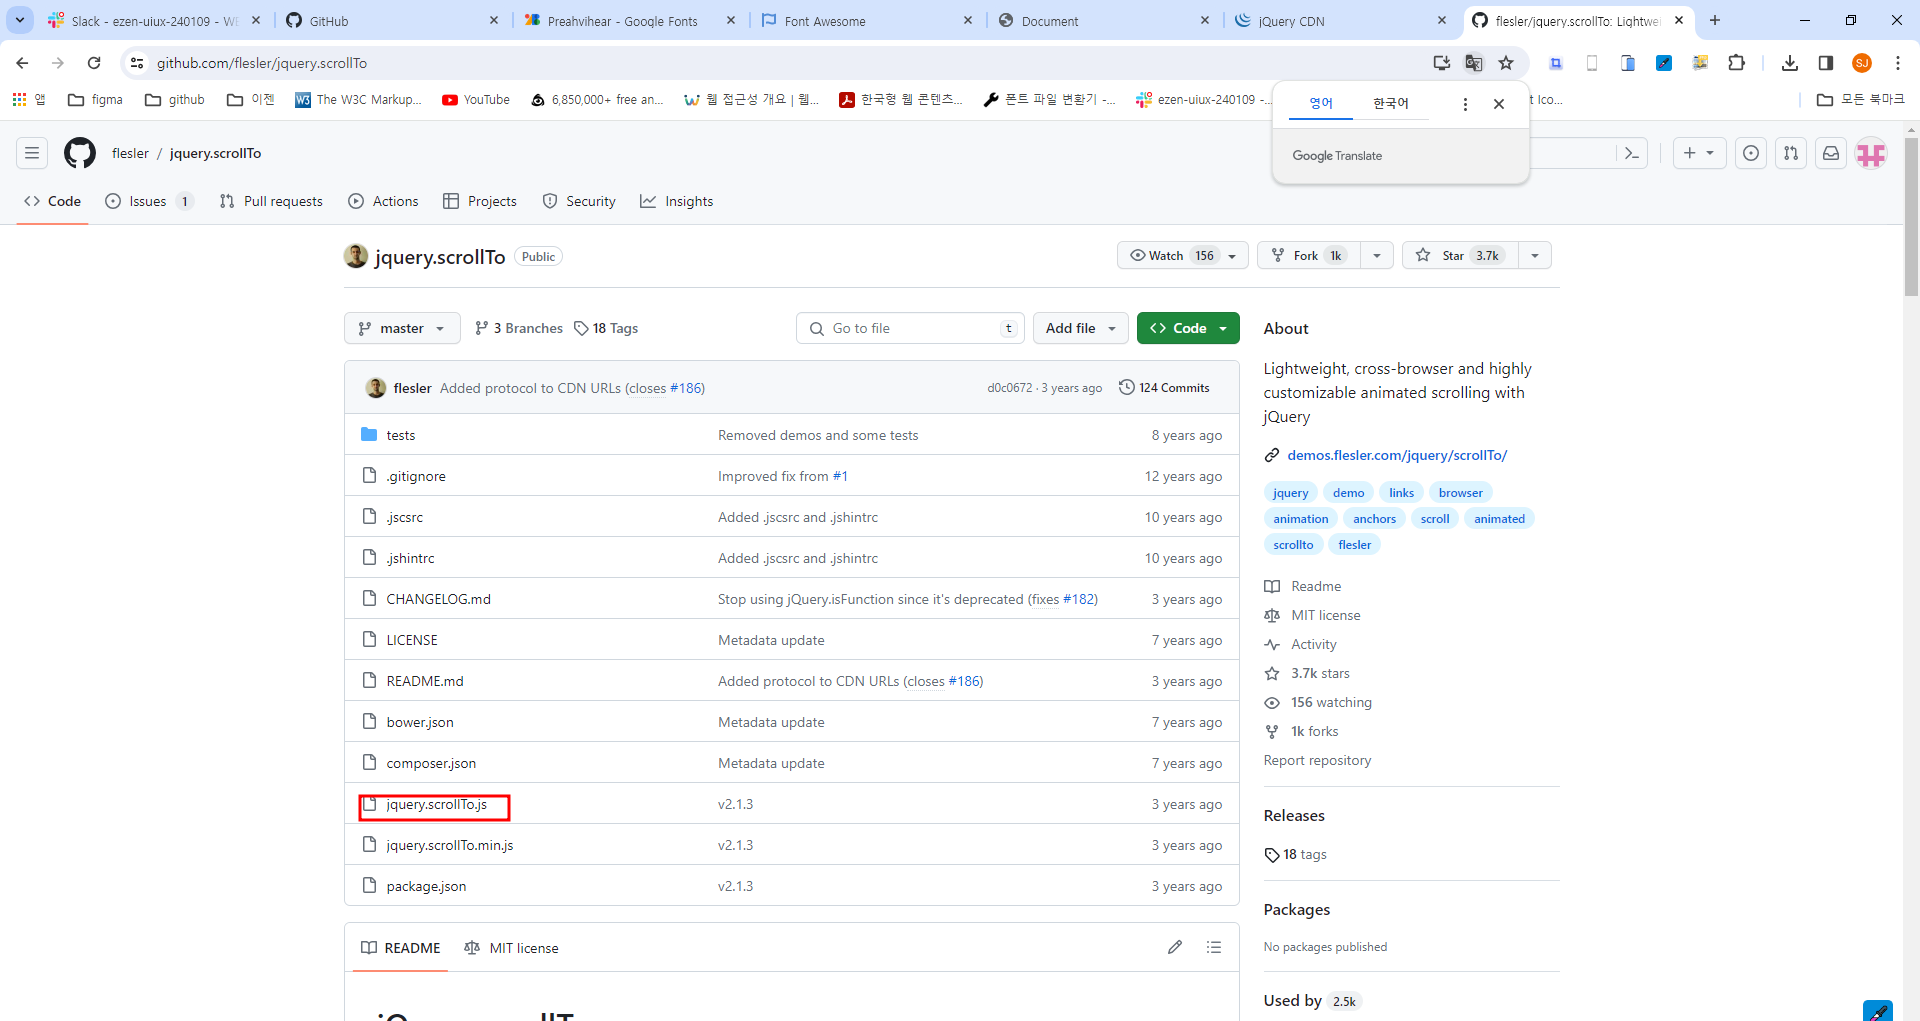 Slack - ezen-uiux-240109 - W
GitHub
Preahvihear - Google Fonts
Font Awesome
Document
jQuery CDN
flesler/jquery.scrollTo: Lightwei
github.com/flesler/jquery.scrollTo
SJ
앱
figma
github
이젠
The W3C Markup...
YouTube
6,850,000+ free an...
웹 접근성 개요 | 웹...
한국형 웹 콘텐츠...
폰트 파일 변환기 -...
ezen-uiux-240109 -...
t Ico...
모든 북마크
영어
한국어
Google Translate
flesler / jquery.scrollTo
Code
Issues 1
Pull requests
Actions
Projects
Security
Insights
jquery.scrollTo Public
Watch 156
Fork 1k
Star 3.7k
master
3 Branches
18 Tags
Go to file t
Add file
Code
flesler Added protocol to CDN URLs (closes #186) d0c0672 · 3 years ago 124 Commits
tests Removed demos and some tests 8 years ago
.gitignore Improved fix from #1 12 years ago
.jscsrc Added .jscsrc and .jshintrc 10 years ago
.jshintrc Added .jscsrc and .jshintrc 10 years ago
CHANGELOG.md Stop using jQuery.isFunction since it's deprecated (fixes #182) 3 years ago
LICENSE Metadata update 7 years ago
README.md Added protocol to CDN URLs (closes #186) 3 years ago
bower.json Metadata update 7 years ago
composer.json Metadata update 7 years ago
jquery.scrollTo.js v2.1.3 3 years ago
jquery.scrollTo.min.js v2.1.3 3 years ago
package.json v2.1.3 3 years ago
README
MIT license
About
Lightweight, cross-browser and highly
customizable animated scrolling with
jQuery
demos.flesler.com/jquery/scrollTo/
jquery demo links browser
animation anchors scroll animated
scrollto flesler
Readme
MIT license
Activity
3.7k stars
156 watching
1k forks
Report repository
Releases
18 tags
Packages
No packages published
Used by 2.5k